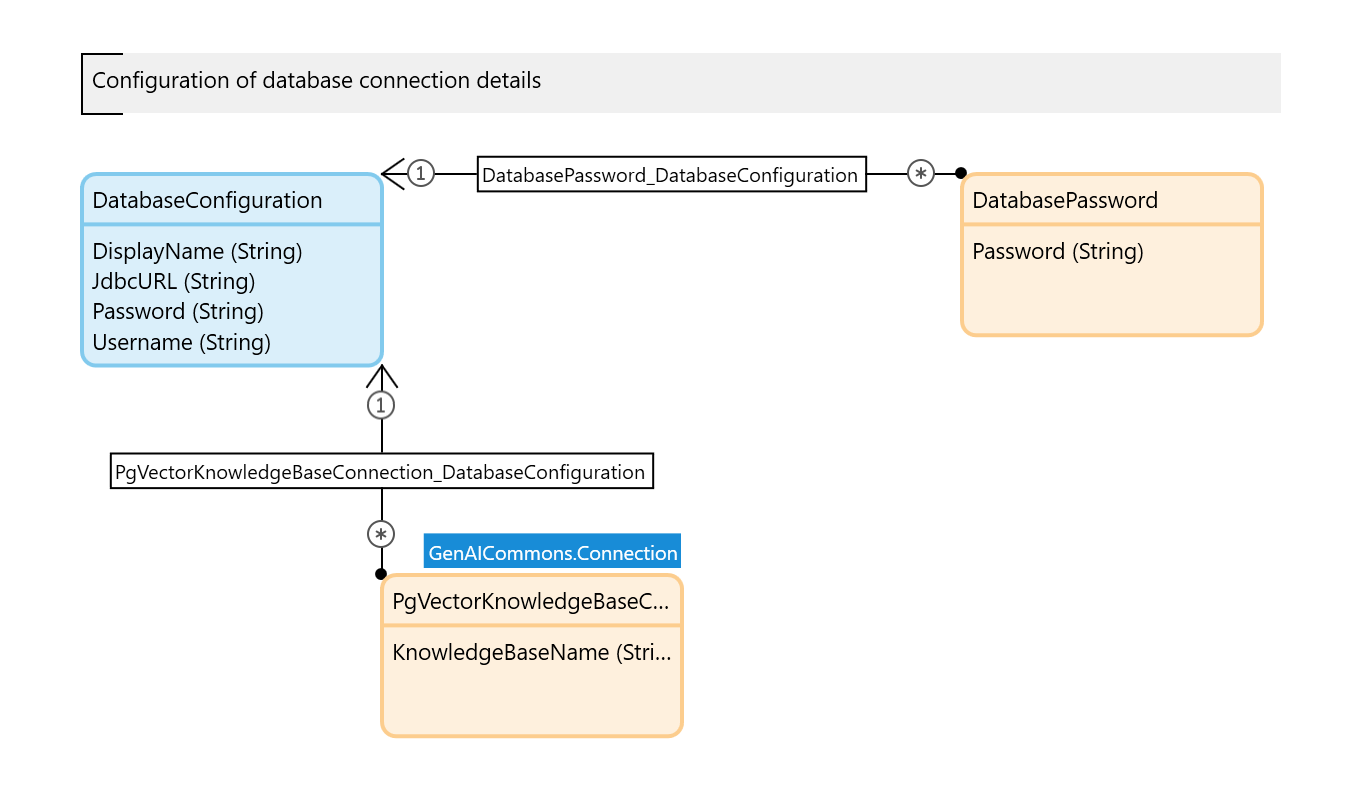 Configuration of database connection details
1
DatabasePassword_DatabaseConfiguration
*
DatabaseConfiguration
DisplayName (String)
JdbcURL (String)
Password (String)
Username (String)
DatabasePassword
Password (String)
1
PgVectorKnowledgeBaseConnection_DatabaseConfiguration
*
GenAICommons.Connection
PgVectorKnowledgeBaseC...
KnowledgeBaseName (Stri...